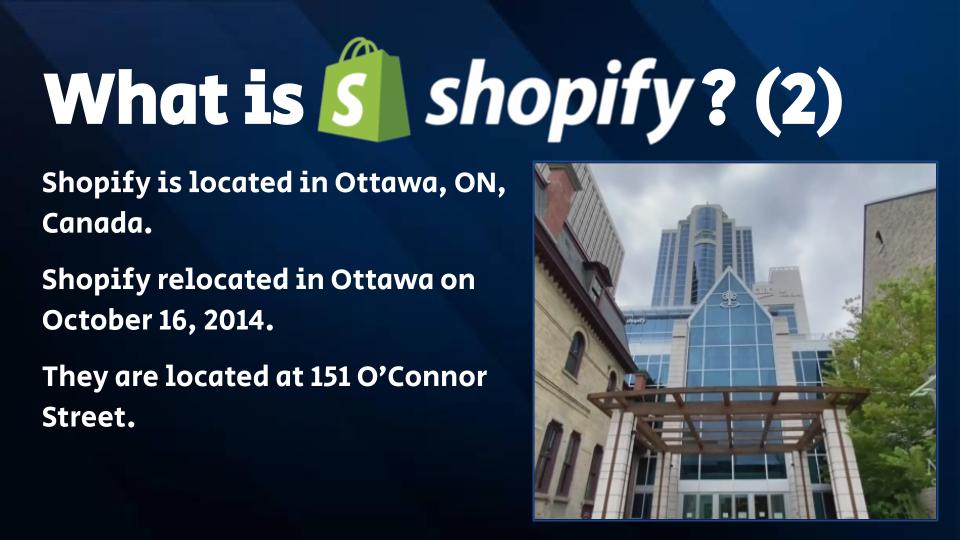 What is shopify? (2)
Shopify is located in Ottawa, ON,
Canada.
Shopify relocated in Ottawa on
October 16, 2014.
They are located at 151 O’Connor
Street.
shopify